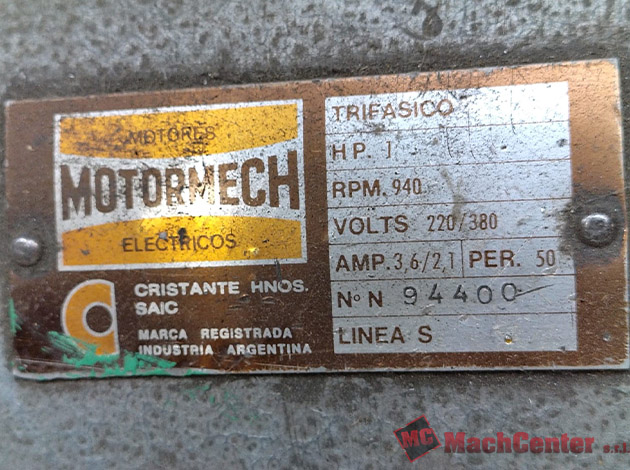 MOTORES
MOTORMECH
ELECTRICOS
CRISTANTE HNOS.
SAIC
MARCA REGISTRADA
INDUSTRIA ARGENTINA
TRIFASICO
HP. 1
RPM. 940
VOLTS 220/380
AMP. 3,6/2,1 PER. 50
Nº N 94400
LINEA S
MC MachCenter s.r.l.